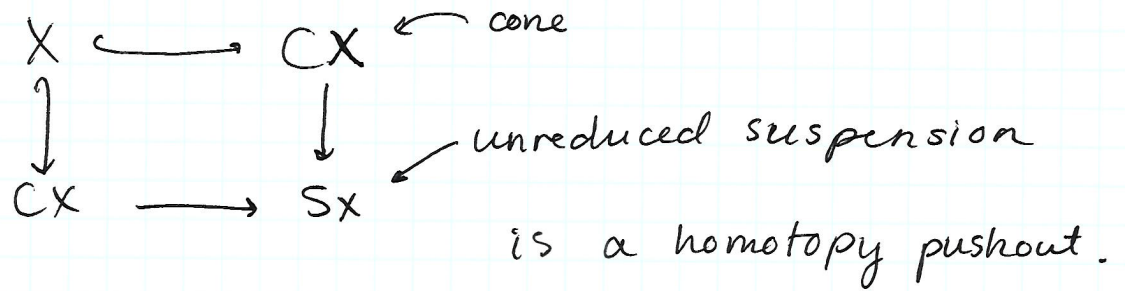 X CX cone
unreduced suspension
CX SX
is a homotopy pushout.